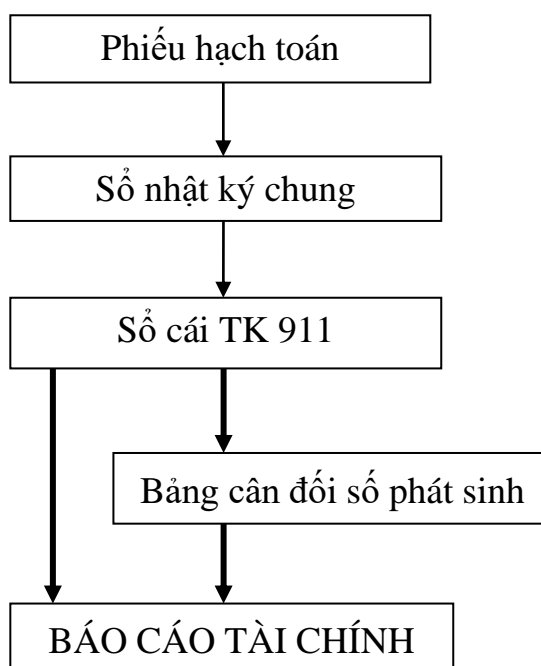 Phiếu hạch toán
Sổ nhật ký chung
Sổ cái TK 911
Bảng cân đối số phát sinh
BÁO CÁO TÀI CHÍNH